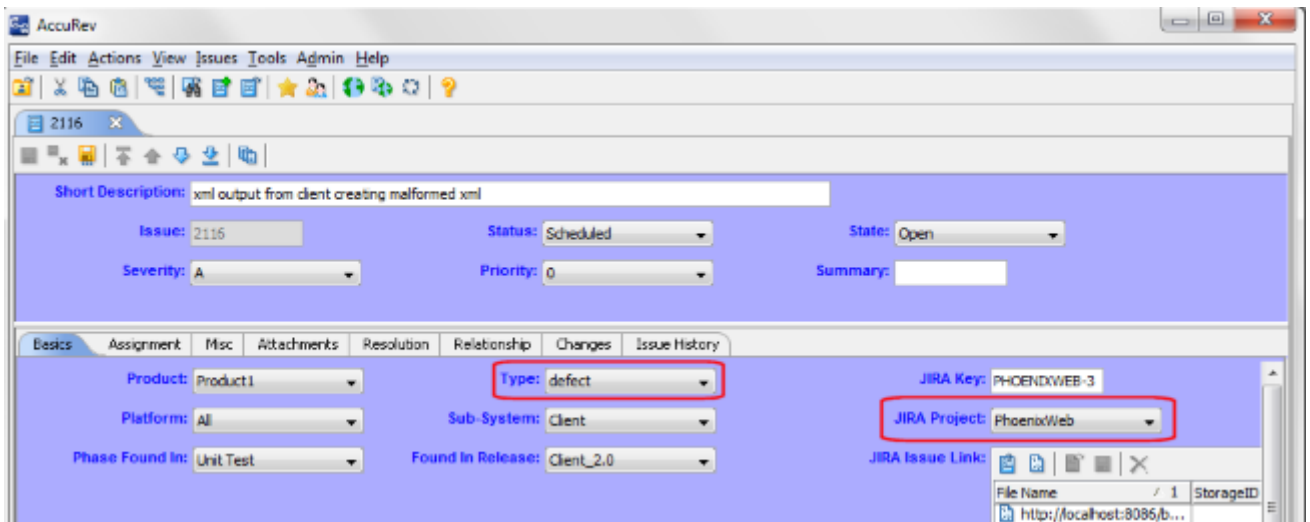 AccuRev
File Edit Actions View Issues Tools Admin Help
2116
Short Description: xml output from client creating malformed xml
Issue: 2116 Status: Scheduled State: Open
Severity: A Priority: 0 Summary:
Basics Assignment Misc Attachments Resolution Relationship Changes Issue History
Product: Product1 Type: defect JIRA Key: PHOENIXWEB-3
Platform: All Sub-System: Client JIRA Project: PhoenixWeb
Phase Found In: Unit Test Found In Release: Client_2.0 JIRA Issue Link:
File Name / 1 StorageID
http://localhost:8086/b...